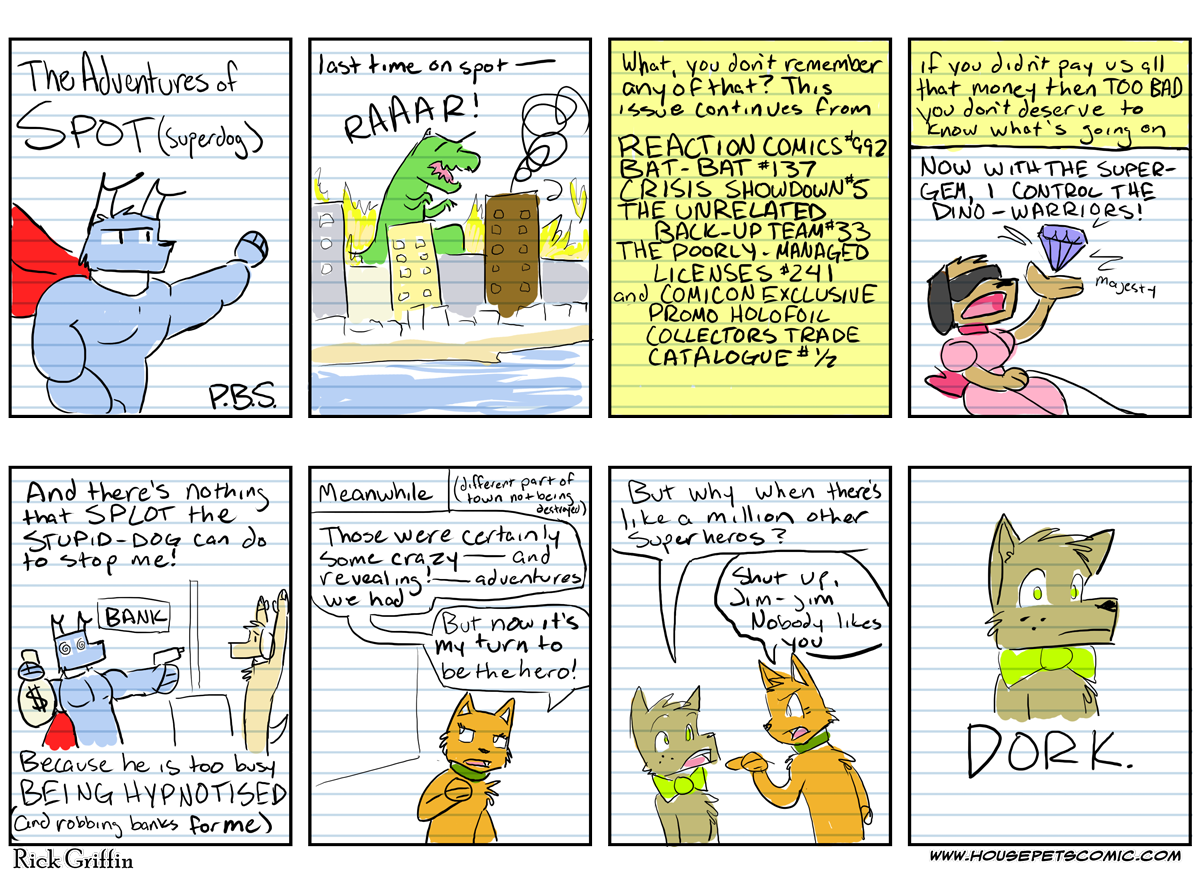 The Adventures of
SPOT (superdog)
P.B.S.
last time on spot —
RAAAR!
What, you don't remember
any of that? This
issue continues from
REACTION COMICS #992
BAT-BAT #137
CRISIS SHOWDOWN #5
THE UNRELATED
BACK-UP TEAM #33
THE POORLY-MANAGED
LICENSES #241
and COMICON EXCLUSIVE
PROMO HOLOFOIL
COLLECTORS TRADE
CATALOGUE #1/2
if you didn't pay us all
that money then TOO BAD
you don't deserve to
know what's going on
NOW WITH THE SUPER-
GEM, I CONTROL THE
DINO-WARRIORS!
majesty
And there's nothing
that SPLOT the
STUPID-DOG can do
to stop me!
BANK
$
Because he is too busy
BEING HYPNOTISED
(and robbing banks for me)
Meanwhile
(different part of
town not being
destroyed)
Those were certainly
some crazy — and
revealing! — adventures
we had
But now it's
my turn to
be the hero!
But why when there's
like a million other
superheros?
Shut up,
Jim-Jim
Nobody likes
you
DORK.
Rick Griffin
WWW.HOUSEPETSCOMIC.COM